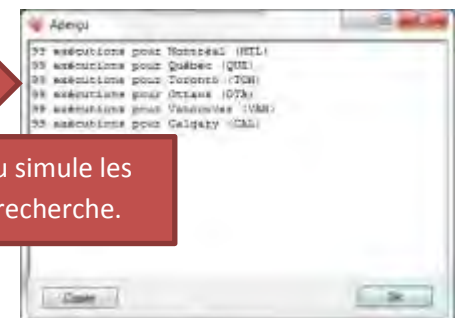 Aperçu
99 exécutions pour Montréal (MTL)
99 exécutions pour Québec (QUE)
99 exécutions pour Toronto (TOR)
99 exécutions pour Ottawa (OTA)
99 exécutions pour Vancouver (VAN)
99 exécutions pour Calgary (CAL)
u simule les
recherche.
Copier
OK